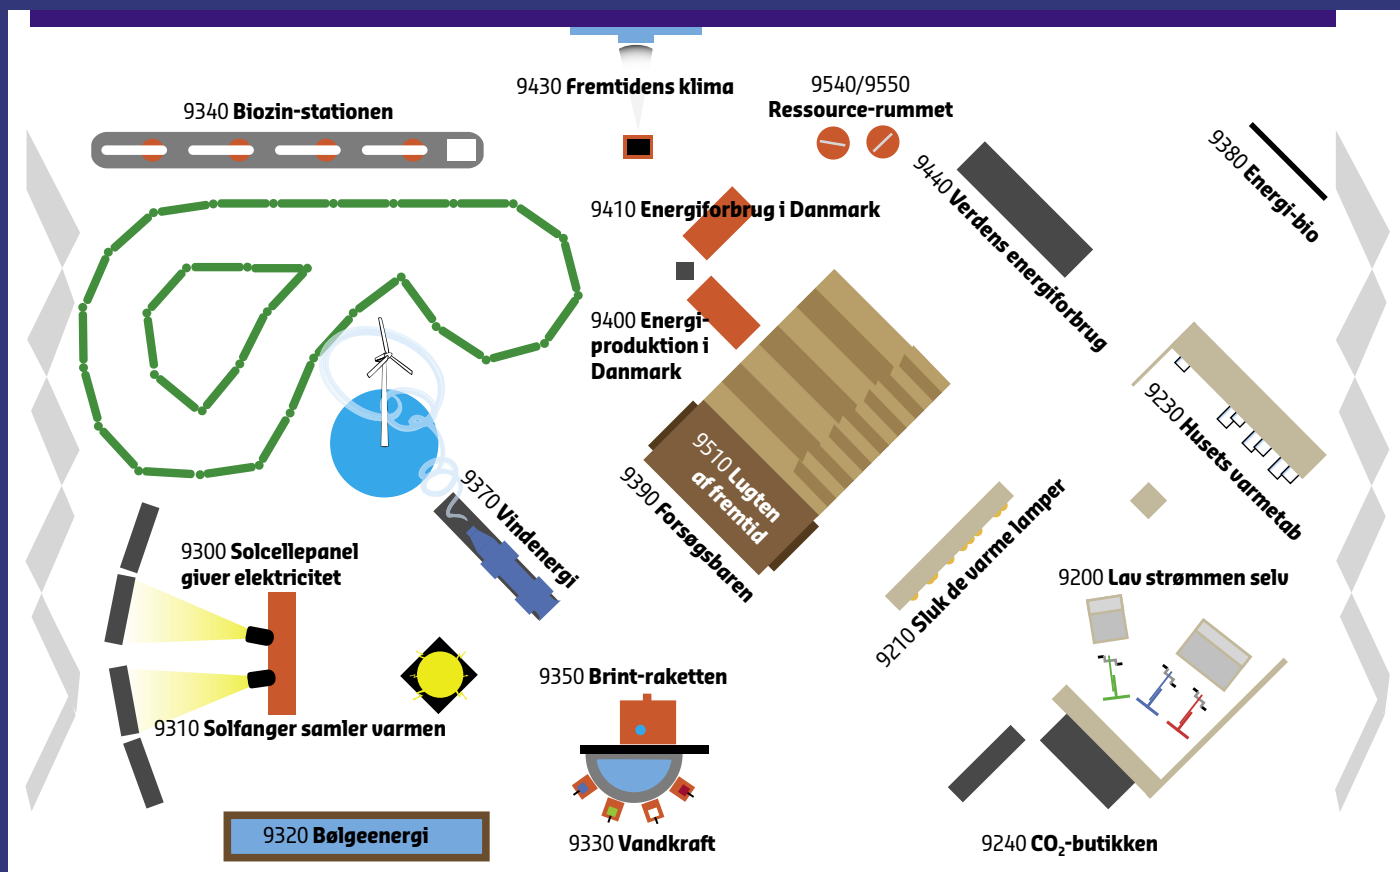 9430 Fremtidens klima
9540/9550
Ressource-rummet
9340 Biozin-stationen
9380 Energi-bio
9440 Verdens energiforbrug
9410 Energiforbrug i Danmark
9400 Energi-
produktion i
Danmark
9230 Husets varmetab
9510 Lugten
af fremtid
9390 Forsøgsbaren
9370 Vindenergi
9210 Sluk de varme lamper
9300 Solcellepanel
giver elektricitet
9200 Lav strømmen selv
9350 Brint-raketten
9310 Solfanger samler varmen
9320 Bølgeenergi
9330 Vandkraft
9240 CO₂-butikken